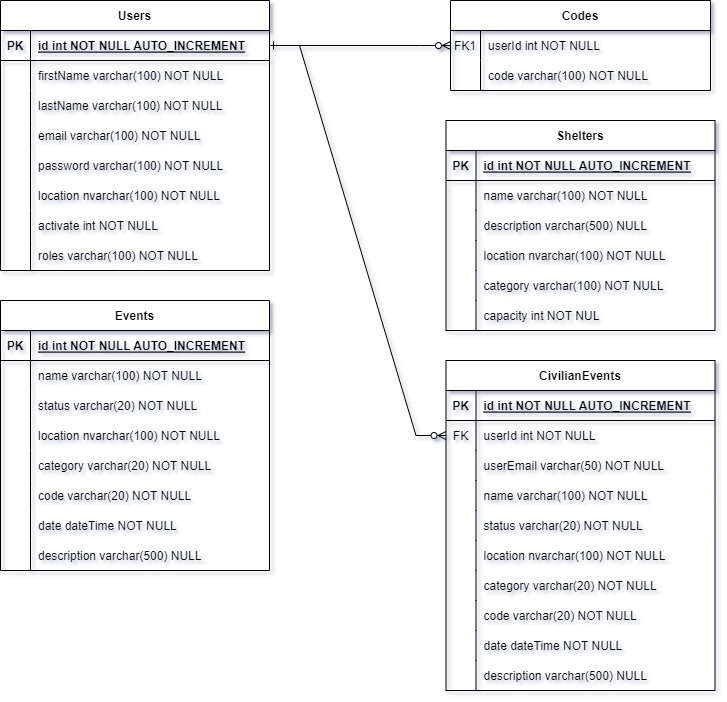 Users
PK id int NOT NULL AUTO_INCREMENT
firstName varchar(100) NOT NULL
lastName varchar(100) NOT NULL
email varchar(100) NOT NULL
password varchar(100) NOT NULL
location nvarchar(100) NOT NULL
activate int NOT NULL
roles varchar(100) NOT NULL
Events
PK id int NOT NULL AUTO_INCREMENT
name varchar(100) NOT NULL
status varchar(20) NOT NULL
location nvarchar(100) NOT NULL
category varchar(20) NOT NULL
code varchar(20) NOT NULL
date dateTime NOT NULL
description varchar(500) NULL
Codes
FK1 userId int NOT NULL
code varchar(100) NOT NULL
Shelters
PK id int NOT NULL AUTO_INCREMENT
name varchar(100) NOT NULL
description varchar(500) NULL
location nvarchar(100) NOT NULL
category varchar(100) NOT NULL
capacity int NOT NUL
CivilianEvents
PK id int NOT NULL AUTO_INCREMENT
FK userId int NOT NULL
userEmail varchar(50) NOT NULL
name varchar(100) NOT NULL
status varchar(20) NOT NULL
location nvarchar(100) NOT NULL
category varchar(20) NOT NULL
code varchar(20) NOT NULL
date dateTime NOT NULL
description varchar(500) NULL